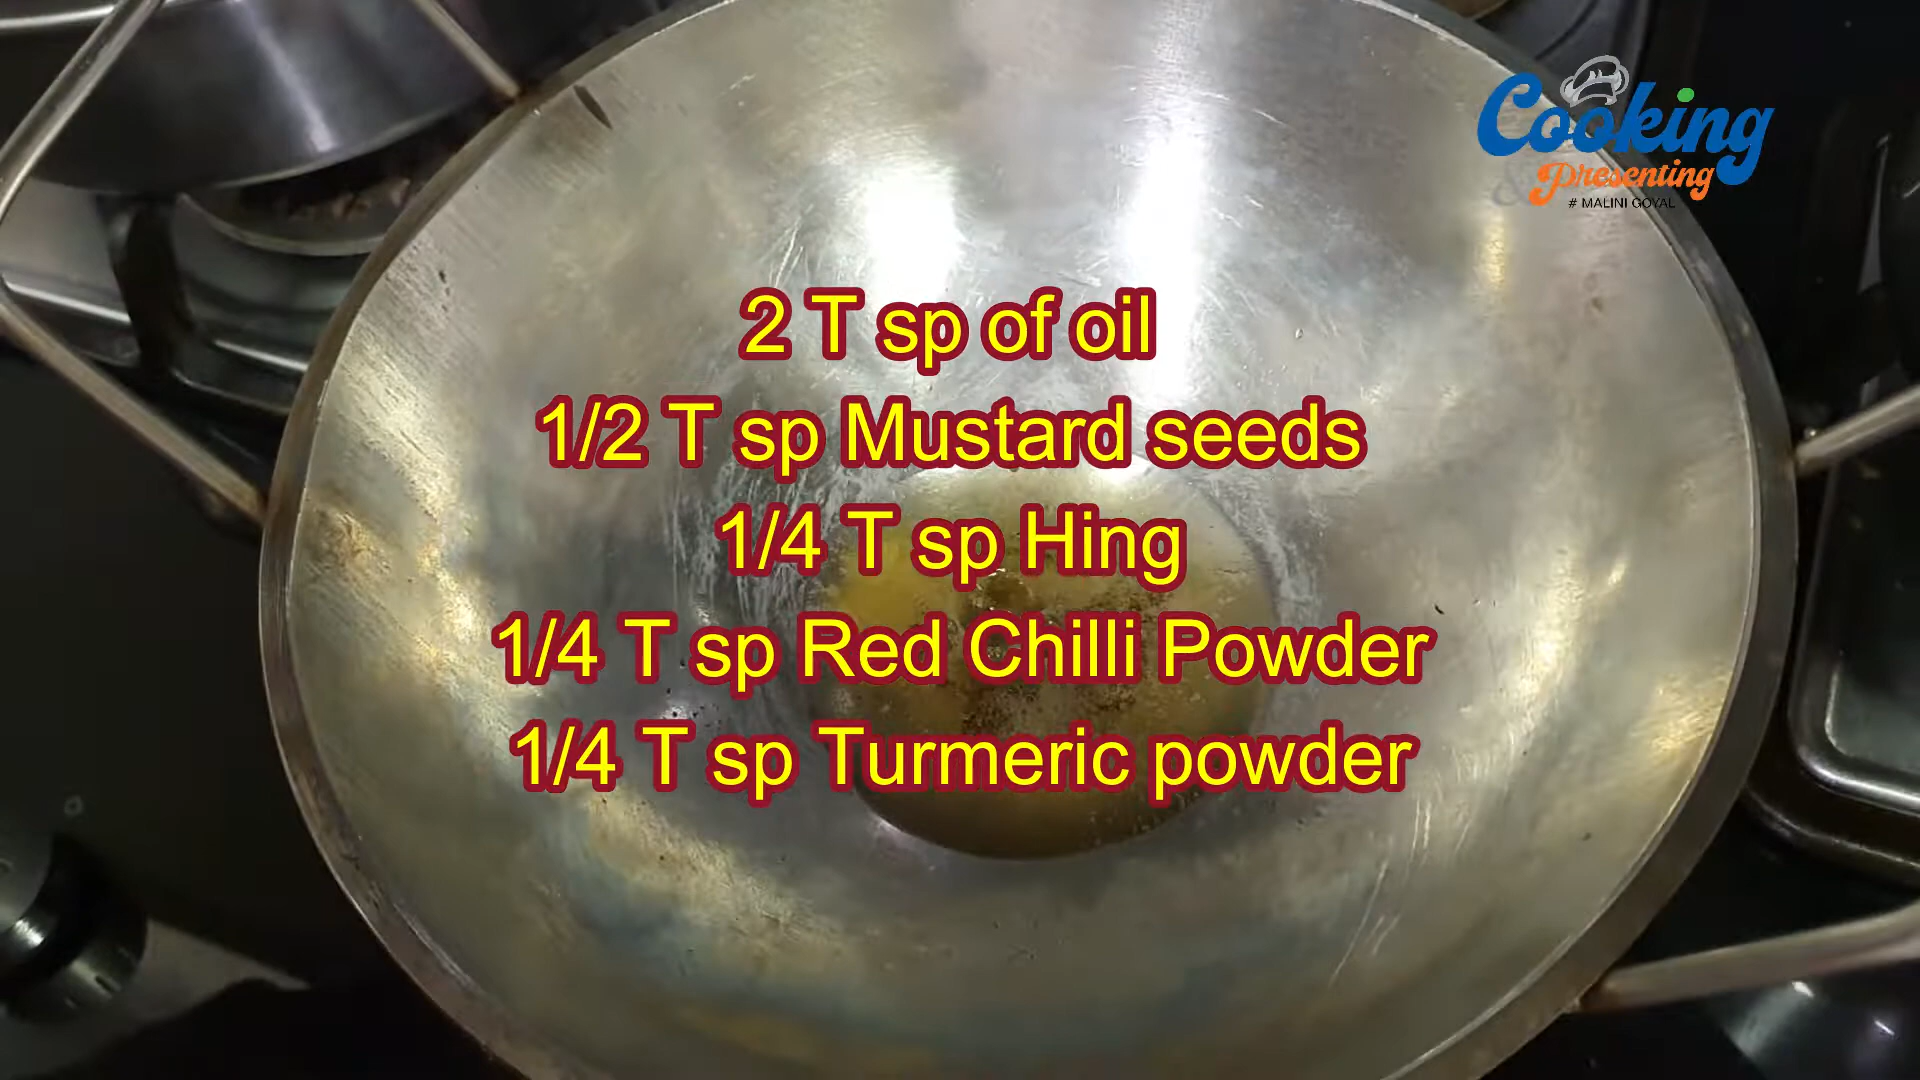 Cooking
& Presenting
# MALINI GOYAL
2 T sp of oil
1/2 T sp Mustard seeds
1/4 T sp Hing
1/4 T sp Red Chilli Powder
1/4 T sp Turmeric powder